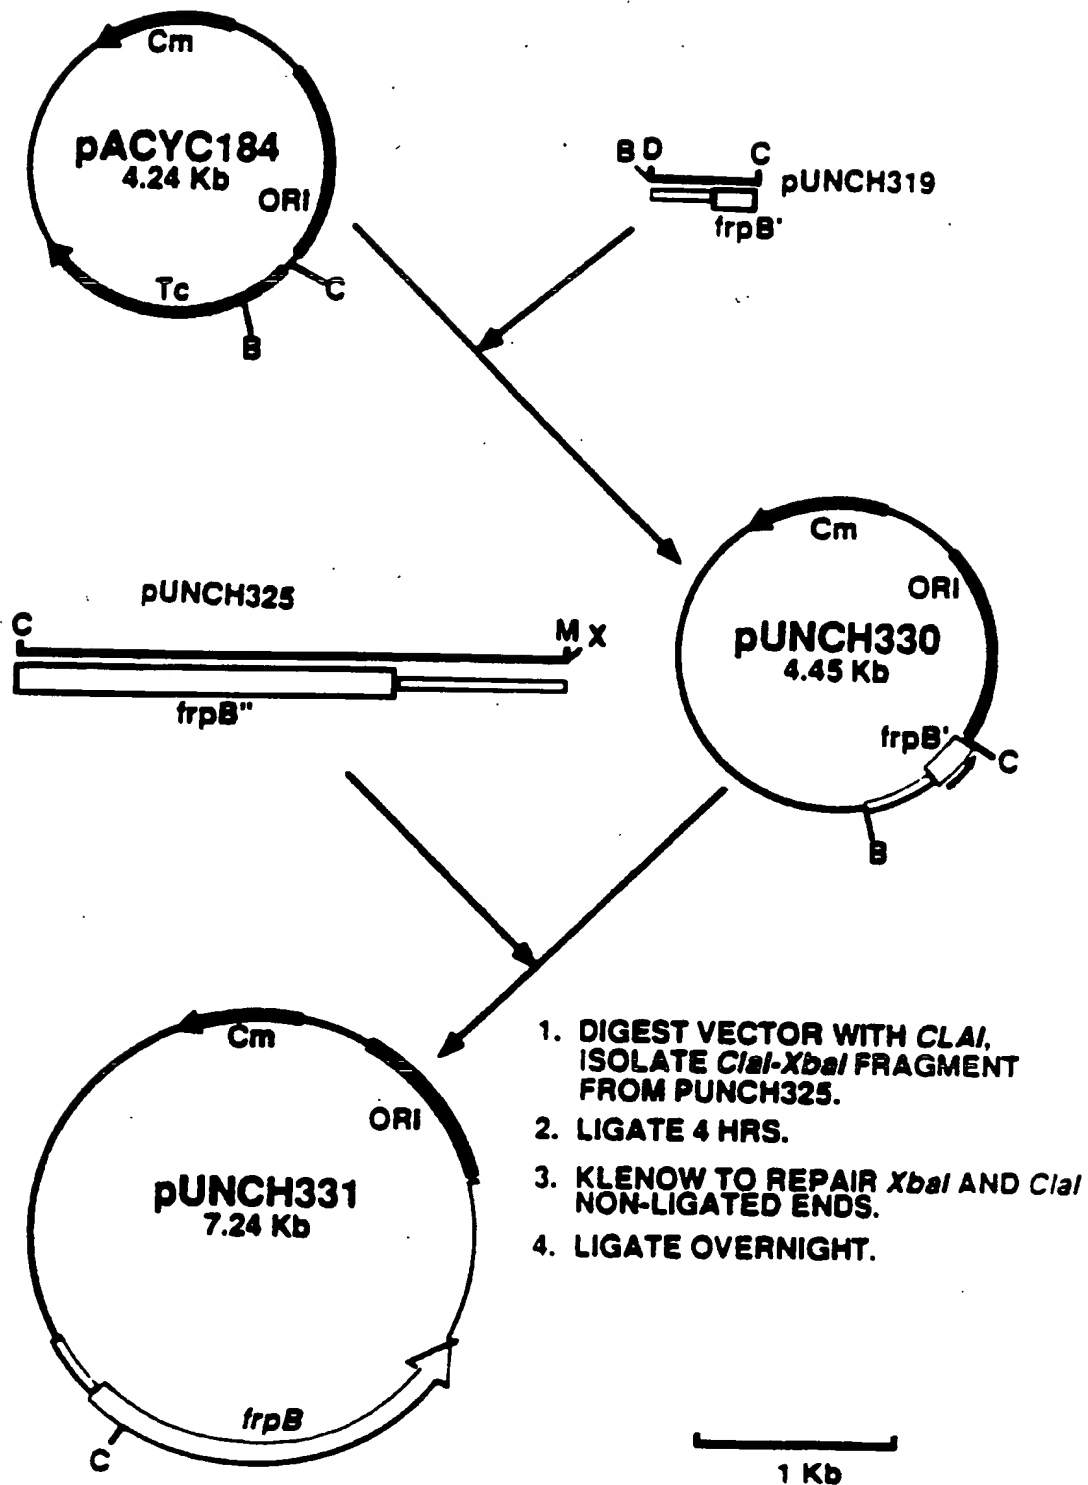 Cm
pACYC184
4.24 Kb
ORI
Tc
C
B
B D C
pUNCH319
frpB'
pUNCH325
C M X
frpB"
Cm
ORI
pUNCH330
4.45 Kb
frpB'
C
B
Cm
ORI
pUNCH331
7.24 Kb
frpB
C
1. DIGEST VECTOR WITH CLAI,
ISOLATE ClaI-XbaI FRAGMENT
FROM PUNCH325.
2. LIGATE 4 HRS.
3. KLENOW TO REPAIR XbaI AND ClaI
NON-LIGATED ENDS.
4. LIGATE OVERNIGHT.
1 Kb